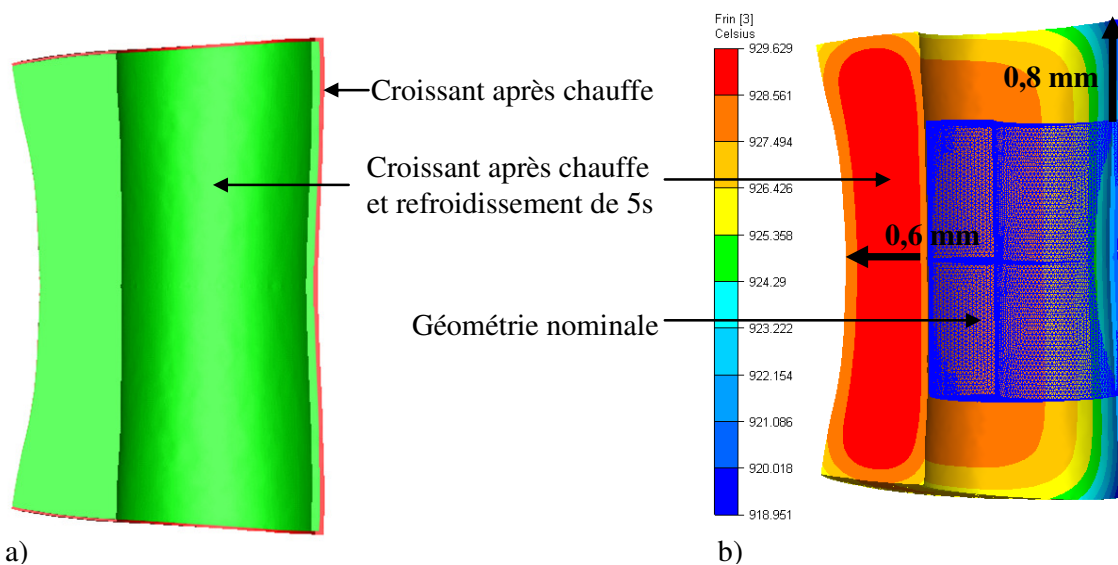 Croissant après chauffe
Croissant après chauffe
et refroidissement de 5s
Géométrie nominale
a)
Frin [3]
Celsius
929.629
928.561
927.494
926.426
925.358
924.29
923.222
922.154
921.086
920.018
918.951
0,8 mm
0,6 mm
b)